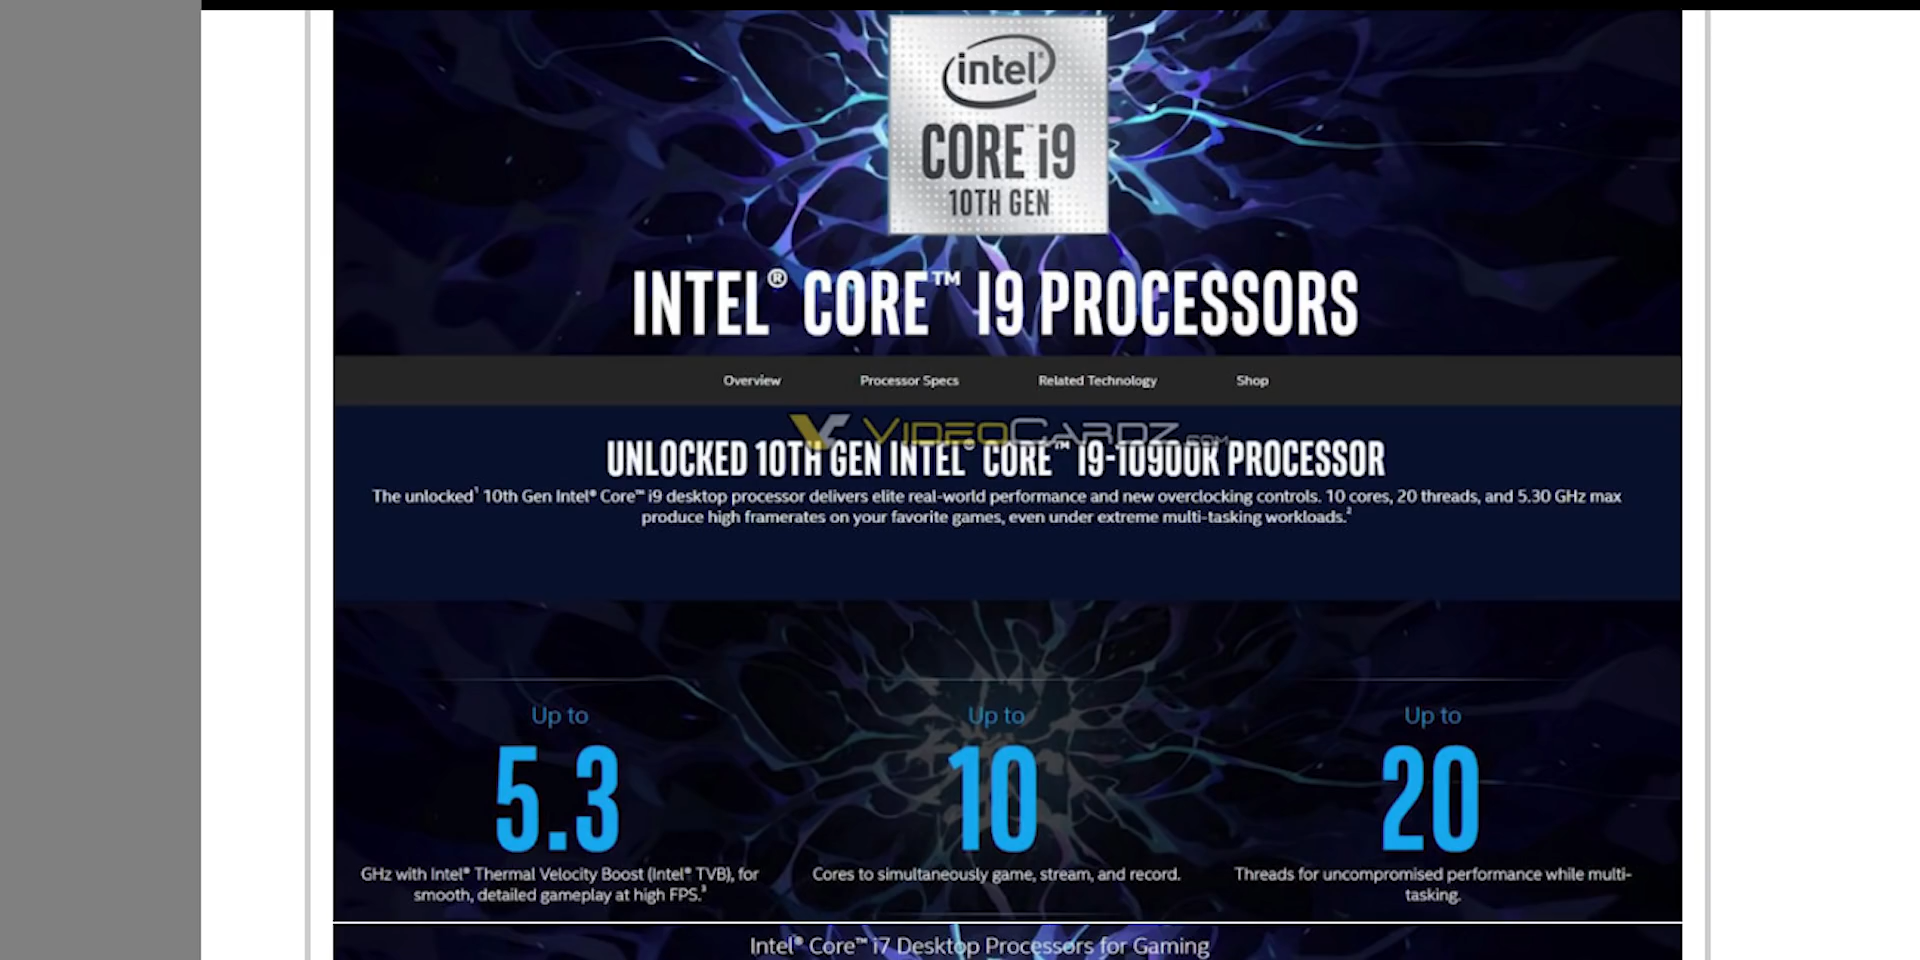 intel®
CORE™ i9
10TH GEN
INTEL® CORE™ I9 PROCESSORS
Overview Processor Specs Related Technology Shop
VIDEOCARDZ.COM
UNLOCKED 10TH GEN INTEL® CORE™ I9-10900K PROCESSOR
The unlocked¹ 10th Gen Intel® Core™ i9 desktop processor delivers elite real-world performance and new overclocking controls. 10 cores, 20 threads, and 5.30 GHz max
produce high framerates on your favorite games, even under extreme multi-tasking workloads.²
Up to
5.3
GHz with Intel® Thermal Velocity Boost (Intel® TVB), for
smooth, detailed gameplay at high FPS.³
Up to
10
Cores to simultaneously game, stream, and record.
Up to
20
Threads for uncompromised performance while multi-
tasking.
Intel® Core™ i7 Desktop Processors for Gaming